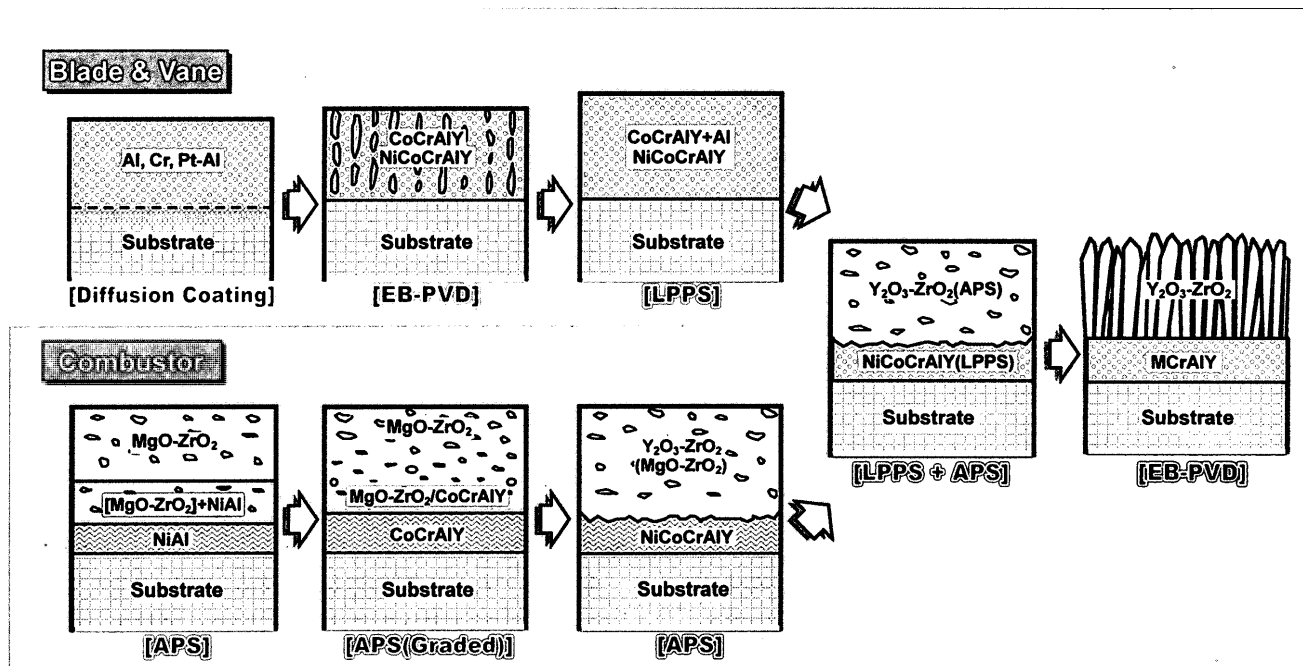 Blade & Vane
Al, Cr, Pt-Al
Substrate
[Diffusion Coating]
CoCrAlY
NiCoCrAlY
Substrate
[EB-PVD]
CoCrAlY+Al
NiCoCrAlY
Substrate
[LPPS]
Combustor
MgO-ZrO₂
[MgO-ZrO₂]+NiAl
NiAl
Substrate
[APS]
MgO-ZrO₂
MgO-ZrO₂/CoCrAlY
CoCrAlY
Substrate
[APS(Graded)]
Y₂O₃-ZrO₂
(MgO-ZrO₂)
NiCoCrAlY
Substrate
[APS]
Y₂O₃-ZrO₂(APS)
NiCoCrAlY(LPPS)
Substrate
[LPPS + APS]
Y₂O₃-ZrO₂
MCrAlY
Substrate
[EB-PVD]